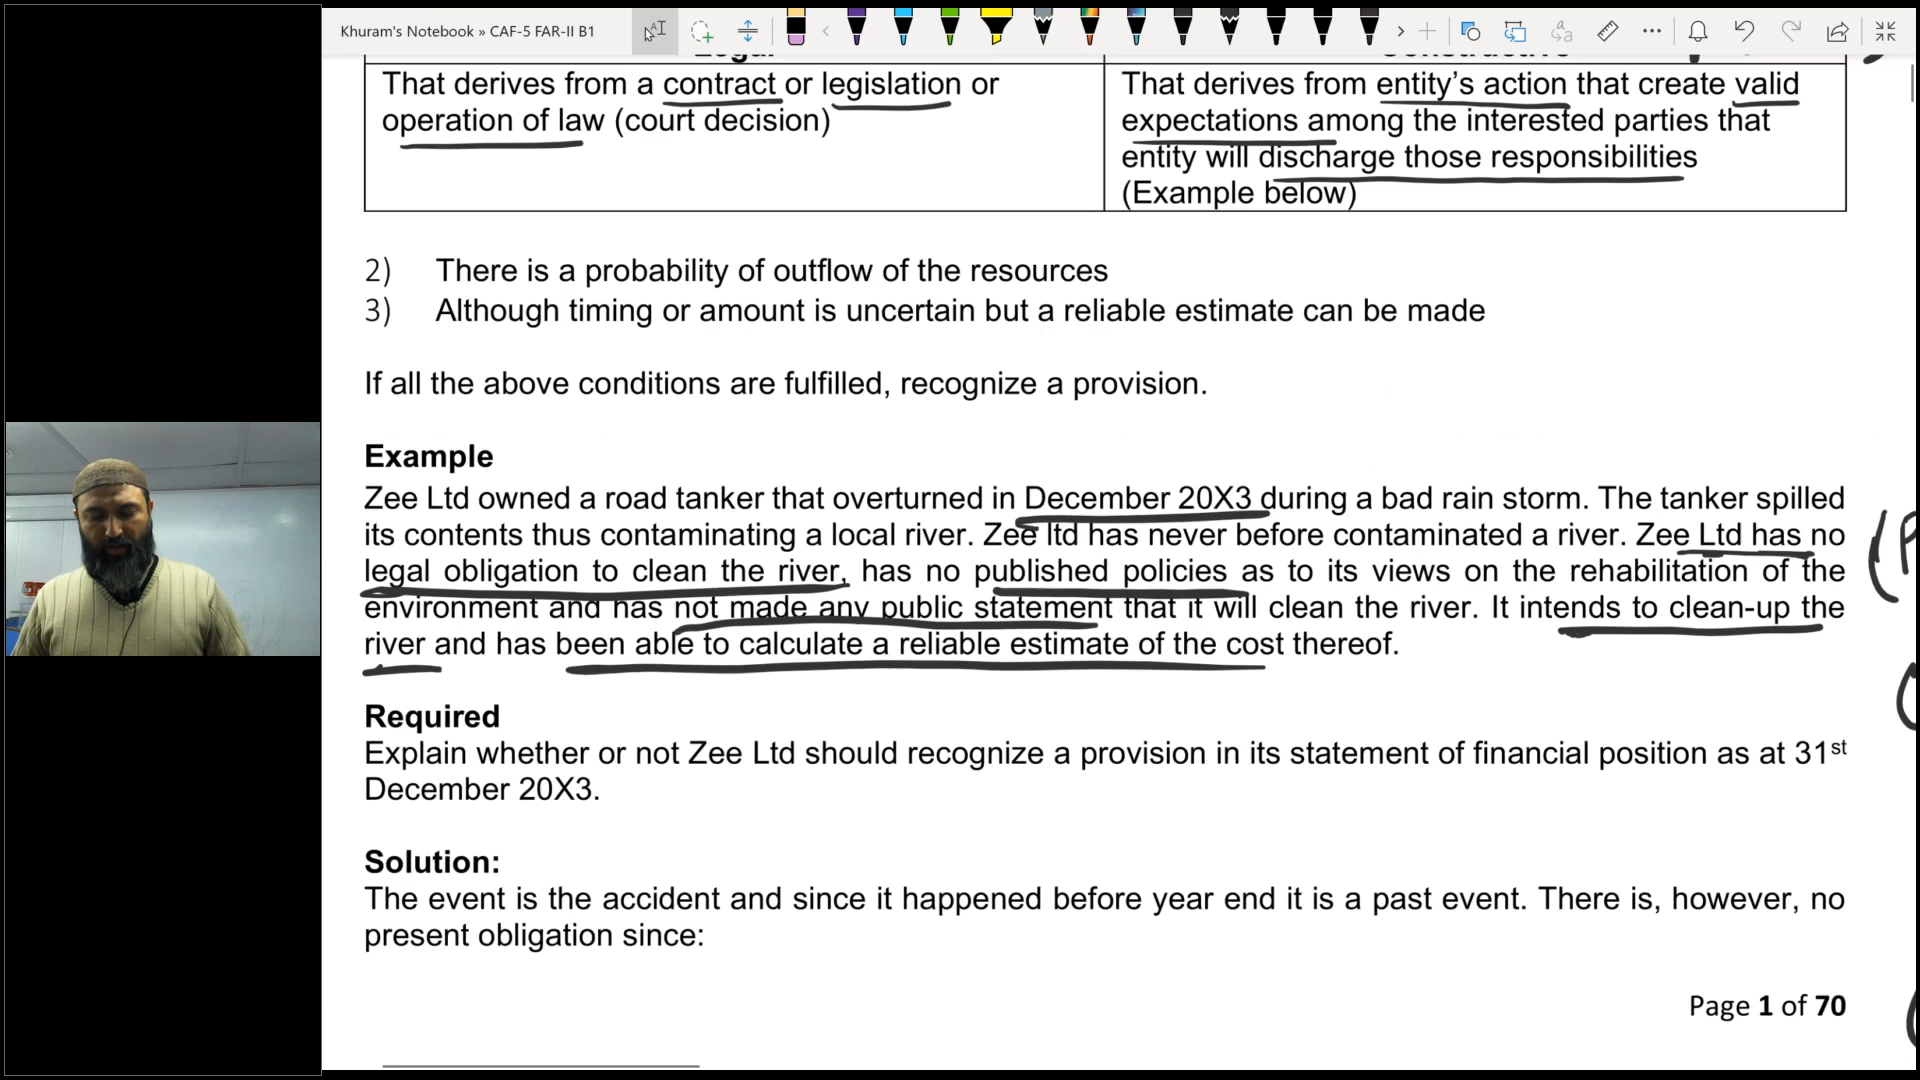 Khuram's Notebook » CAF-5 FAR-II B1
That derives from a contract or legislation or
operation of law (court decision)
That derives from entity’s action that create valid
expectations among the interested parties that
entity will discharge those responsibilities
(Example below)
2) There is a probability of outflow of the resources
3) Although timing or amount is uncertain but a reliable estimate can be made
If all the above conditions are fulfilled, recognize a provision.
Example
Zee Ltd owned a road tanker that overturned in December 20X3 during a bad rain storm. The tanker spilled
its contents thus contaminating a local river. Zee ltd has never before contaminated a river. Zee Ltd has no
legal obligation to clean the river, has no published policies as to its views on the rehabilitation of the
environment and has not made any public statement that it will clean the river. It intends to clean-up the
river and has been able to calculate a reliable estimate of the cost thereof.
Required
Explain whether or not Zee Ltd should recognize a provision in its statement of financial position as at 31st
December 20X3.
Solution:
The event is the accident and since it happened before year end it is a past event. There is, however, no
present obligation since:
Page 1 of 70